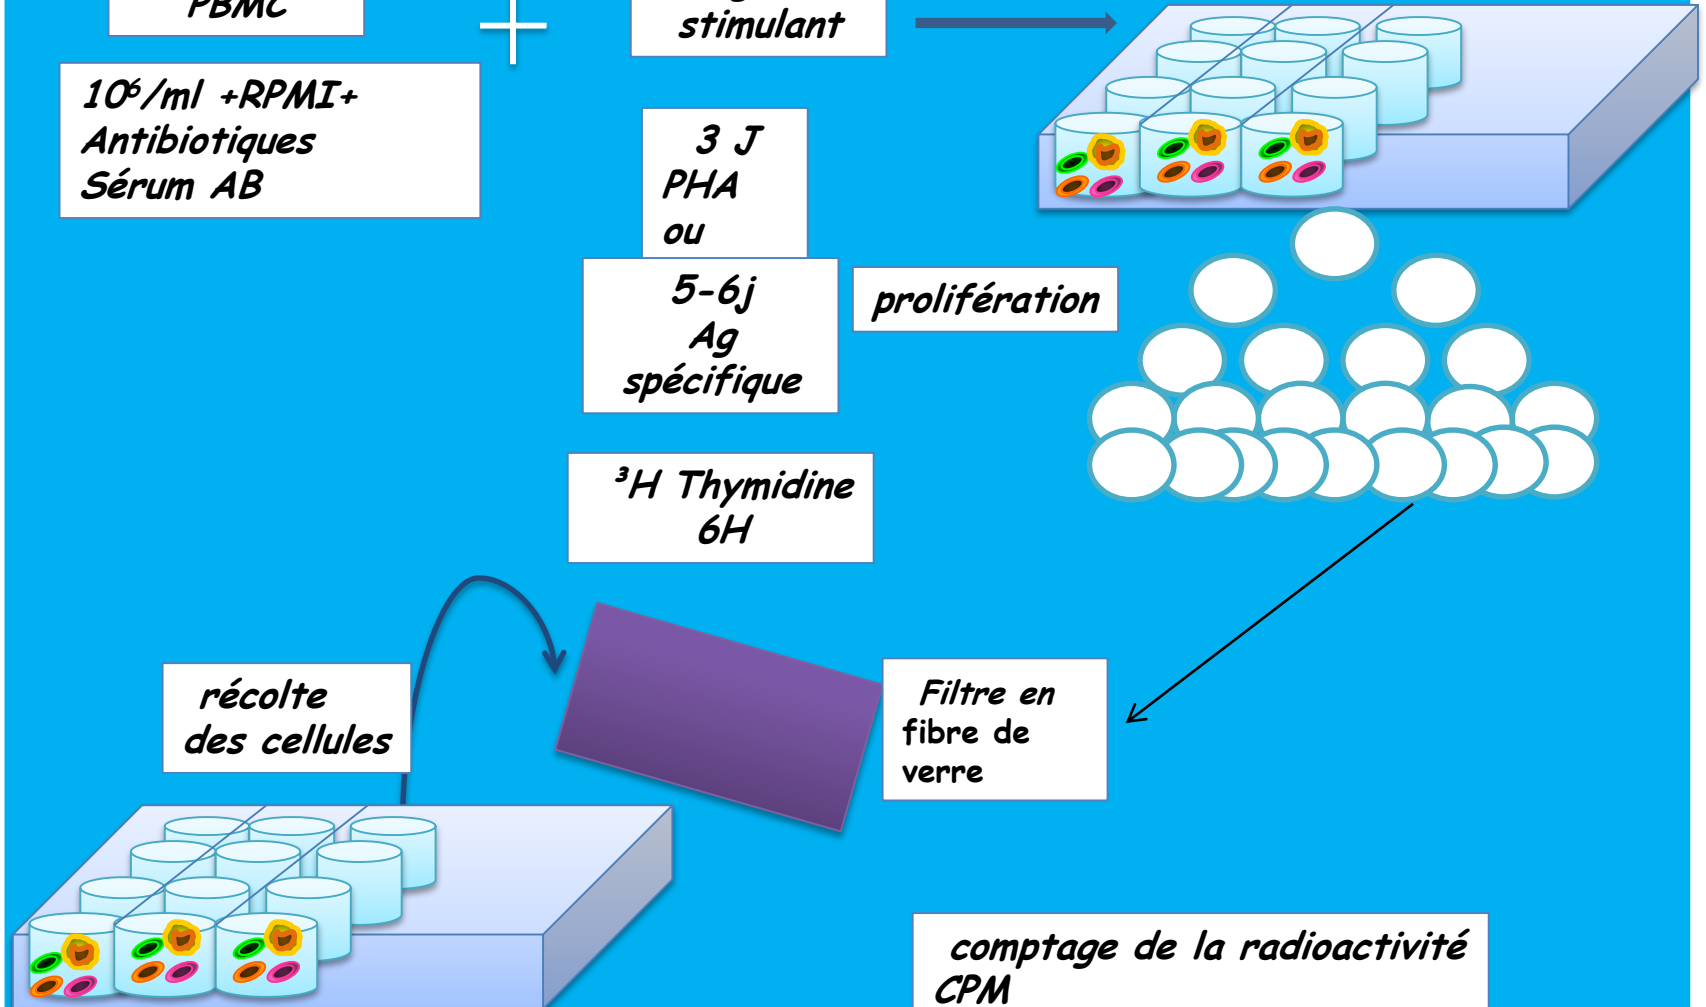 PBMC
stimulant
10⁶/ml +RPMI+
Antibiotiques
Sérum AB
3 J
PHA
ou
5-6j
Ag
spécifique
prolifération
³H Thymidine
6H
récolte
des cellules
Filtre en
fibre de
verre
comptage de la radioactivité
CPM